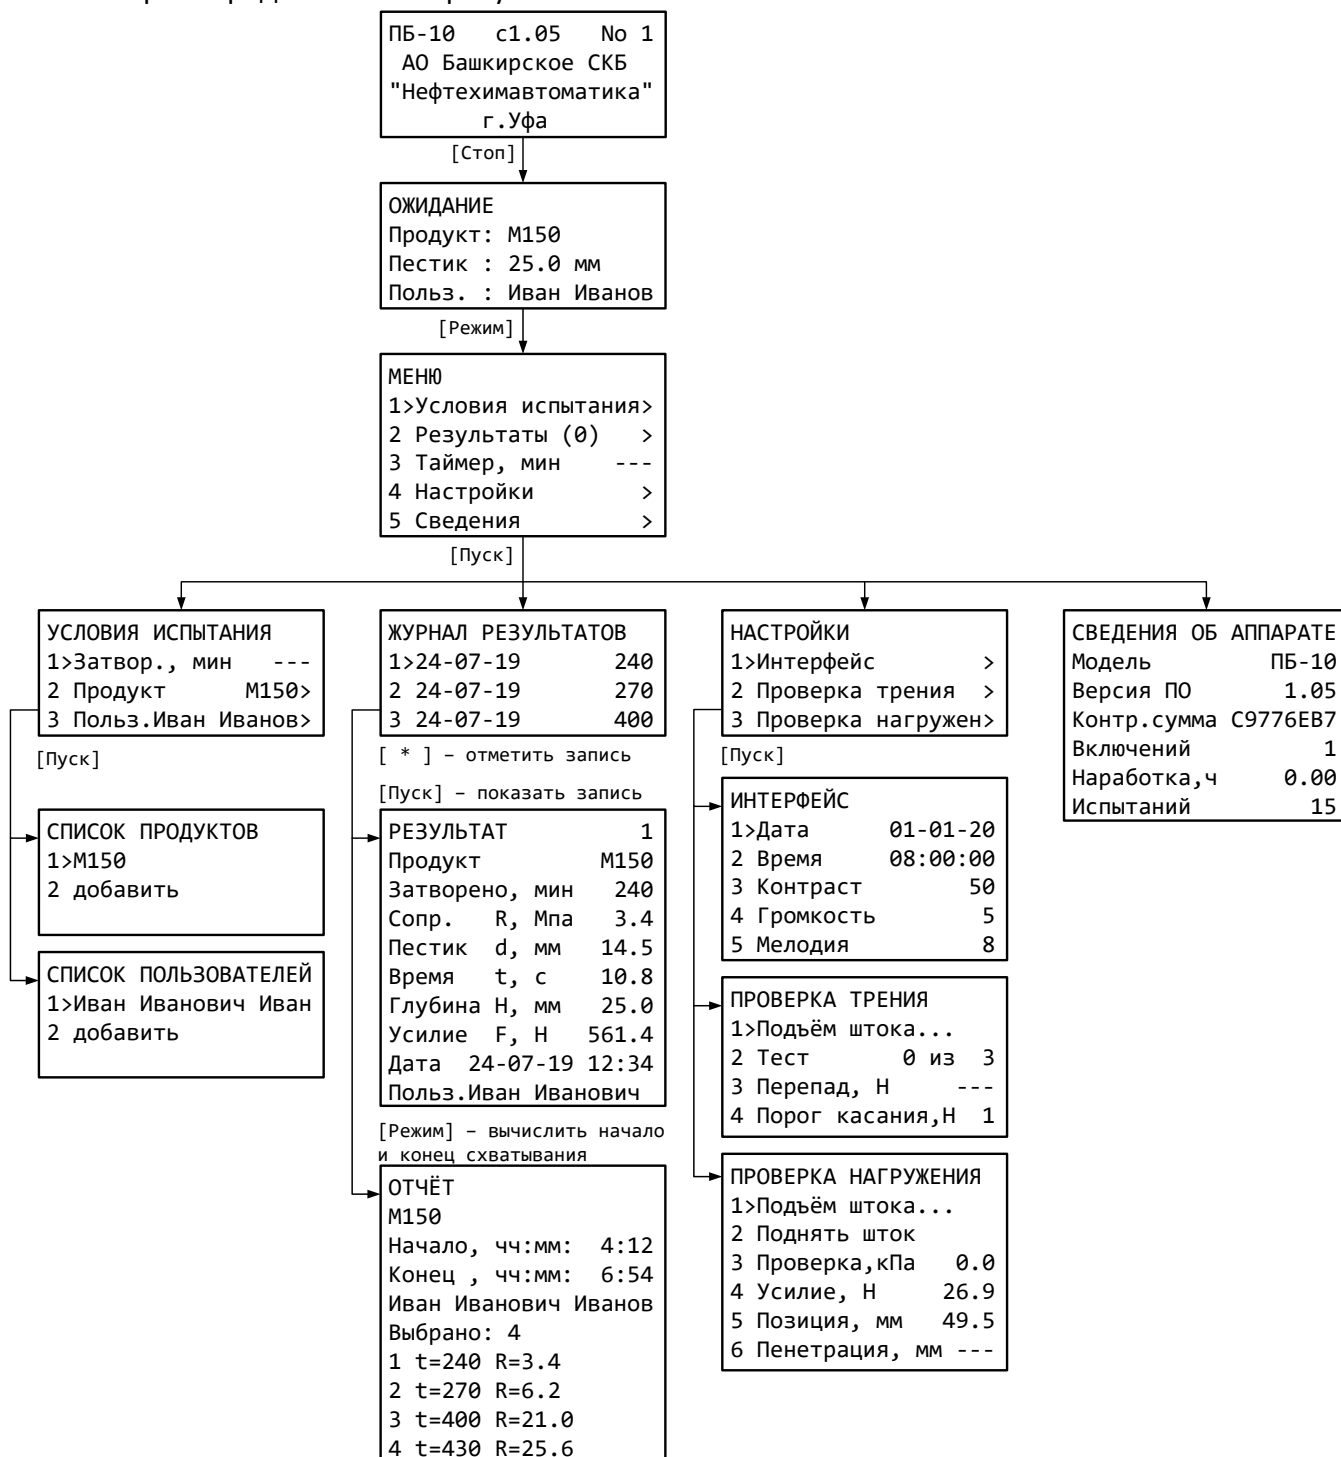 ПБ-10 с1.05 No 1
АО Башкирское СКБ
"Нефтехимавтоматика"
г.Уфа
[Стоп]
ОЖИДАНИЕ
Продукт: М150
Пестик : 25.0 мм
Польз. : Иван Иванов
[Режим]
МЕНЮ
1>Условия испытания>
2 Результаты (0) >
3 Таймер, мин ---
4 Настройки >
5 Сведения >
[Пуск]
УСЛОВИЯ ИСПЫТАНИЯ
1>Затвор., мин ---
2 Продукт М150>
3 Польз.Иван Иванов>
[Пуск]
СПИСОК ПРОДУКТОВ
1>М150
2 добавить
СПИСОК ПОЛЬЗОВАТЕЛЕЙ
1>Иван Иванович Иван
2 добавить
ЖУРНАЛ РЕЗУЛЬТАТОВ
1>24-07-19 240
2 24-07-19 270
3 24-07-19 400
[ * ] – отметить запись
[Пуск] – показать запись
РЕЗУЛЬТАТ 1
Продукт М150
Затворено, мин 240
Сопр. R, Мпа 3.4
Пестик d, мм 14.5
Время t, с 10.8
Глубина H, мм 25.0
Усилие F, Н 561.4
Дата 24-07-19 12:34
Польз.Иван Иванович
[Режим] – вычислить начало
и конец схватывания
ОТЧЁТ
М150
Начало, чч:мм: 4:12
Конец , чч:мм: 6:54
Иван Иванович Иванов
Выбрано: 4
1 t=240 R=3.4
2 t=270 R=6.2
3 t=400 R=21.0
4 t=430 R=25.6
НАСТРОЙКИ
1>Интерфейс >
2 Проверка трения >
3 Проверка нагружен>
[Пуск]
ИНТЕРФЕЙС
1>Дата 01-01-20
2 Время 08:00:00
3 Контраст 50
4 Громкость 5
5 Мелодия 8
ПРОВЕРКА ТРЕНИЯ
1>Подъём штока...
2 Тест 0 из 3
3 Перепад, Н ---
4 Порог касания,Н 1
ПРОВЕРКА НАГРУЖЕНИЯ
1>Подъём штока...
2 Поднять шток
3 Проверка,кПа 0.0
4 Усилие, Н 26.9
5 Позиция, мм 49.5
6 Пенетрация, мм ---
СВЕДЕНИЯ ОБ АППАРАТЕ
Модель ПБ-10
Версия ПО 1.05
Контр.сумма C9776EB7
Включений 1
Наработка,ч 0.00
Испытаний 15